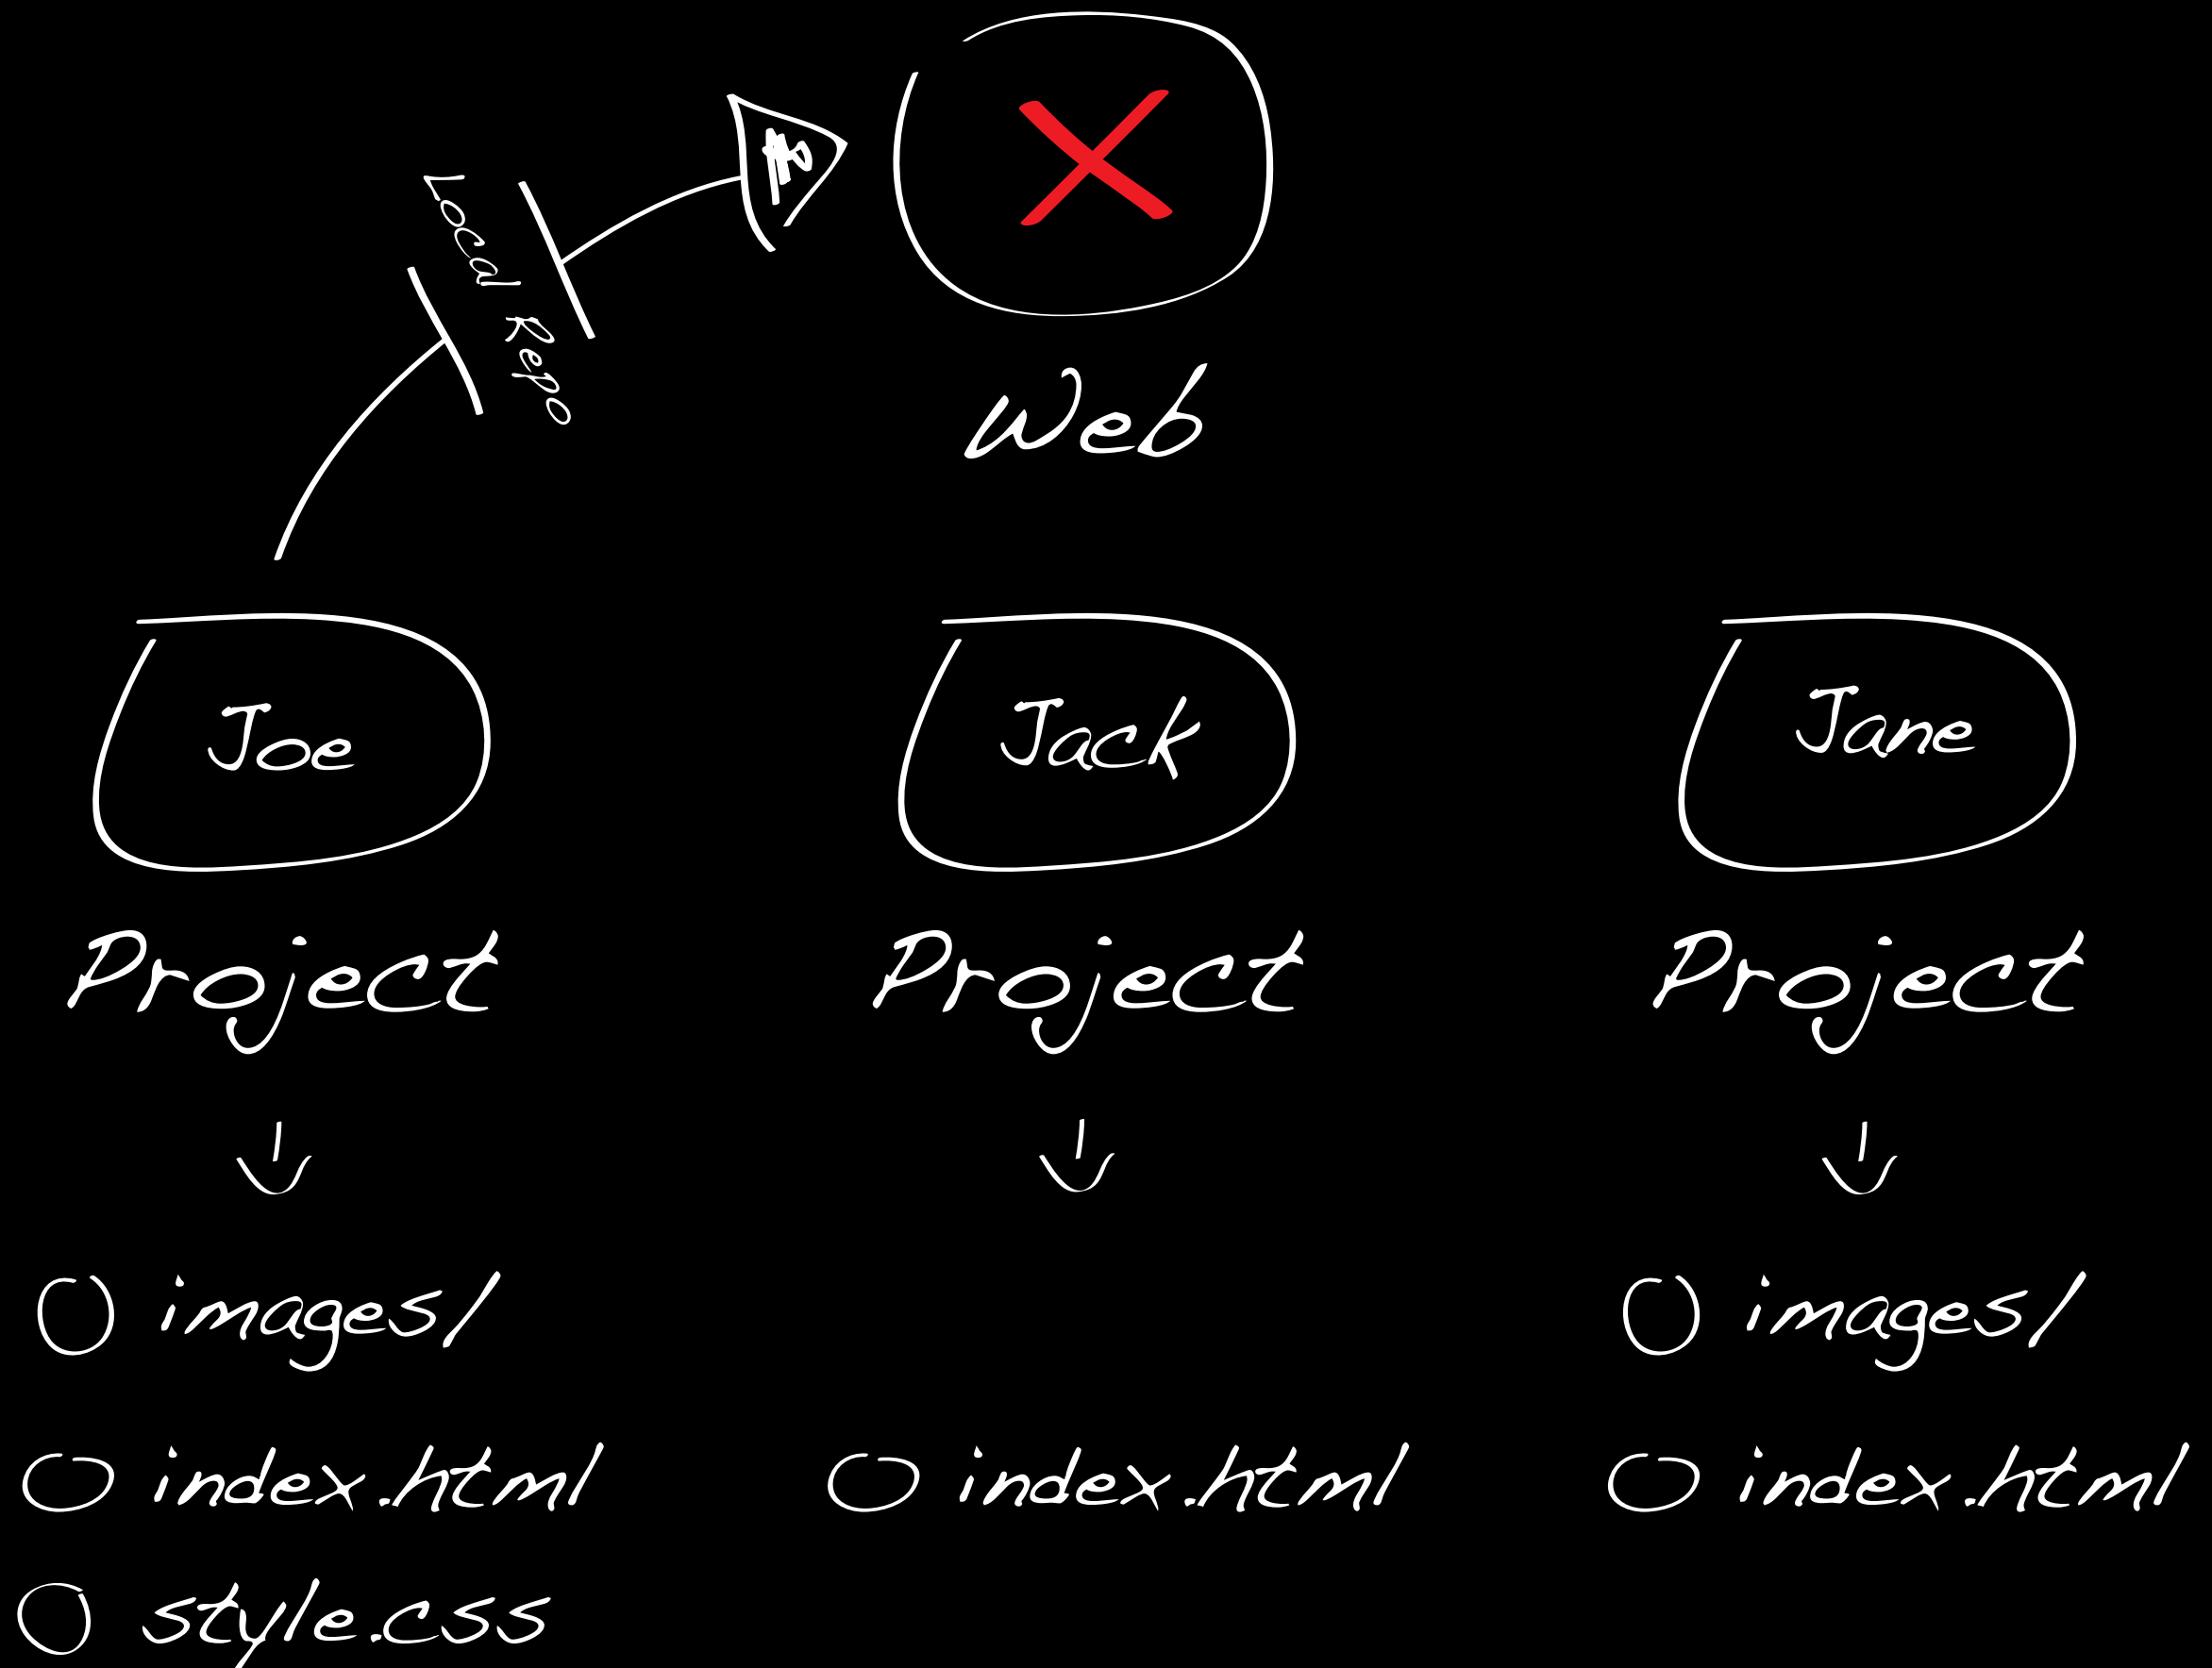 Local Repo
Web
Joe
Jack
Jane
Project
Project
Project
images/
images/
index.html
index.html
index.html
style.css